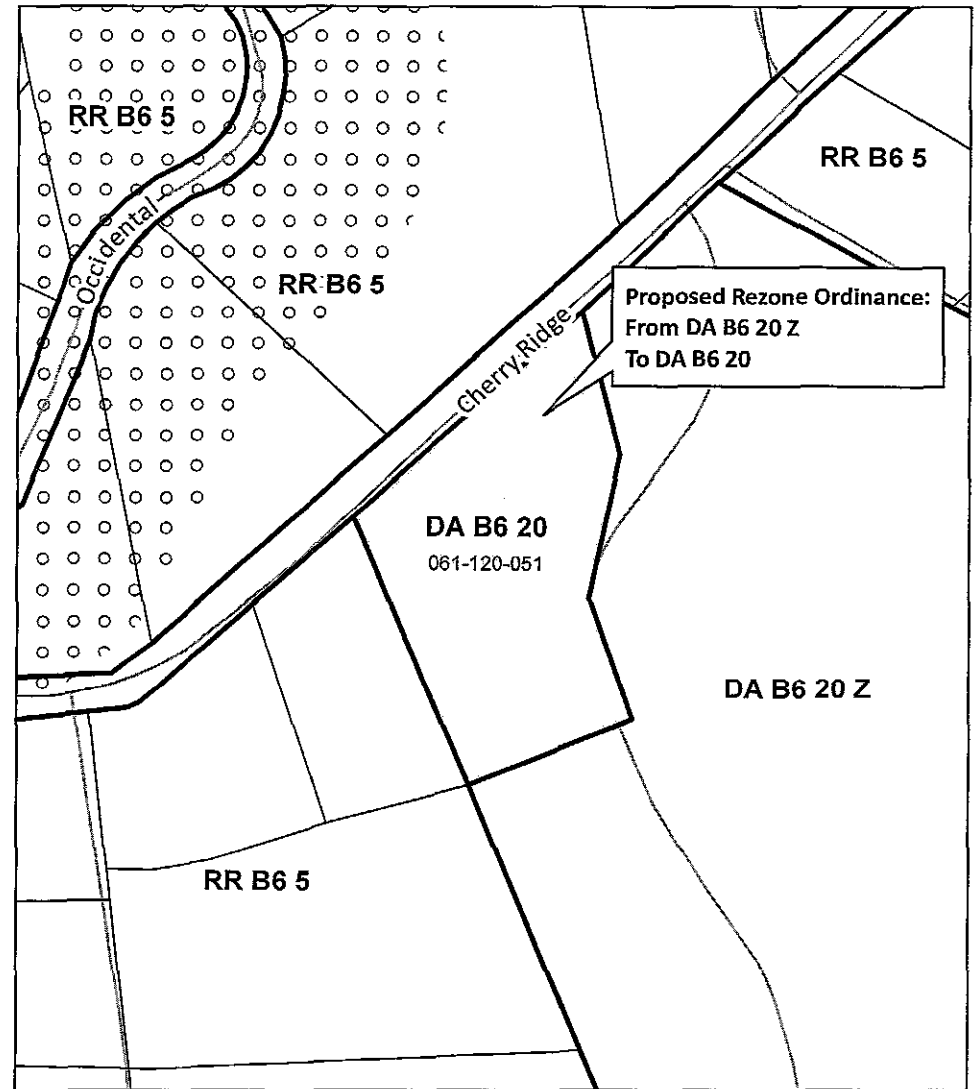 RR B6 5
RR B6 5
Occidental
RR B6 5
Cherry Ridge
Proposed Rezone Ordinance:
From DA B6 20 Z
To DA B6 20
DA B6 20
061-120-051
DA B6 20 Z
RR B6 5